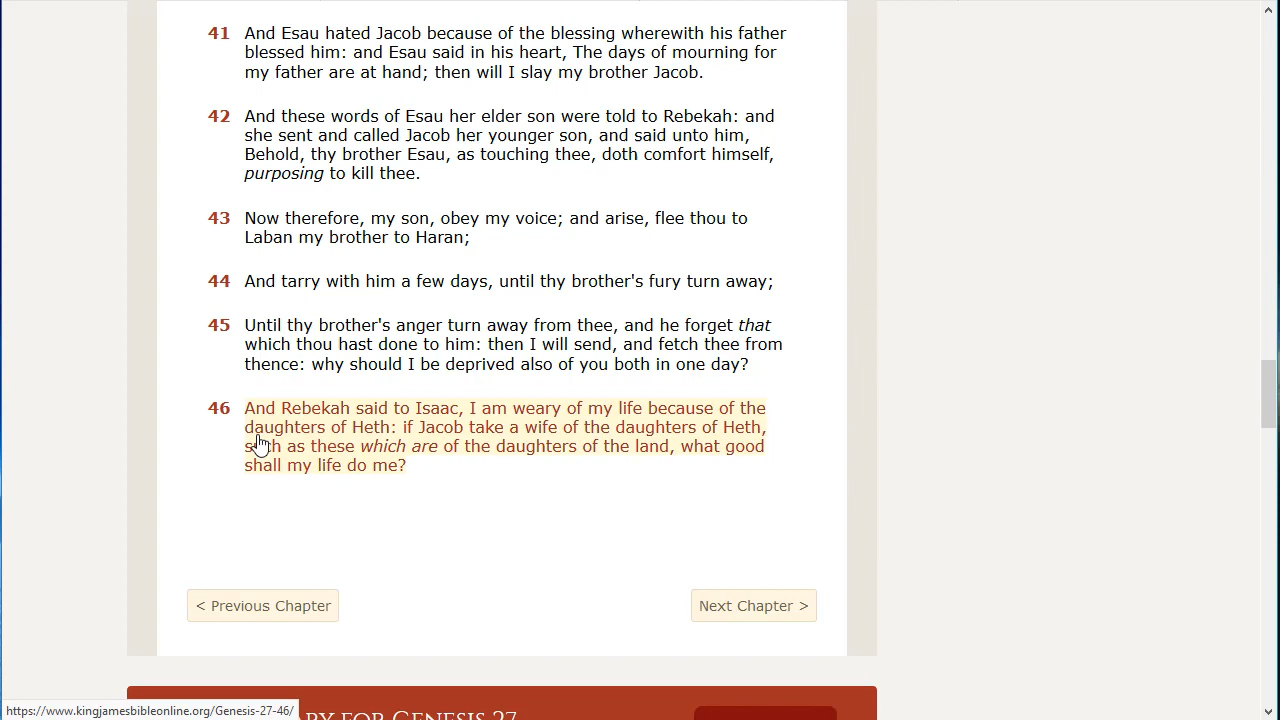 41 And Esau hated Jacob because of the blessing wherewith his father
blessed him: and Esau said in his heart, The days of mourning for
my father are at hand; then will I slay my brother Jacob.
42 And these words of Esau her elder son were told to Rebekah: and
she sent and called Jacob her younger son, and said unto him,
Behold, thy brother Esau, as touching thee, doth comfort himself,
purposing to kill thee.
43 Now therefore, my son, obey my voice; and arise, flee thou to
Laban my brother to Haran;
44 And tarry with him a few days, until thy brother's fury turn away;
45 Until thy brother's anger turn away from thee, and he forget that
which thou hast done to him: then I will send, and fetch thee from
thence: why should I be deprived also of you both in one day?
46 And Rebekah said to Isaac, I am weary of my life because of the
daughters of Heth: if Jacob take a wife of the daughters of Heth,
such as these which are of the daughters of the land, what good
shall my life do me?
< Previous Chapter
Next Chapter >
for Genesis 27
https://www.kingjamesbibleonline.org/Genesis-27-46/